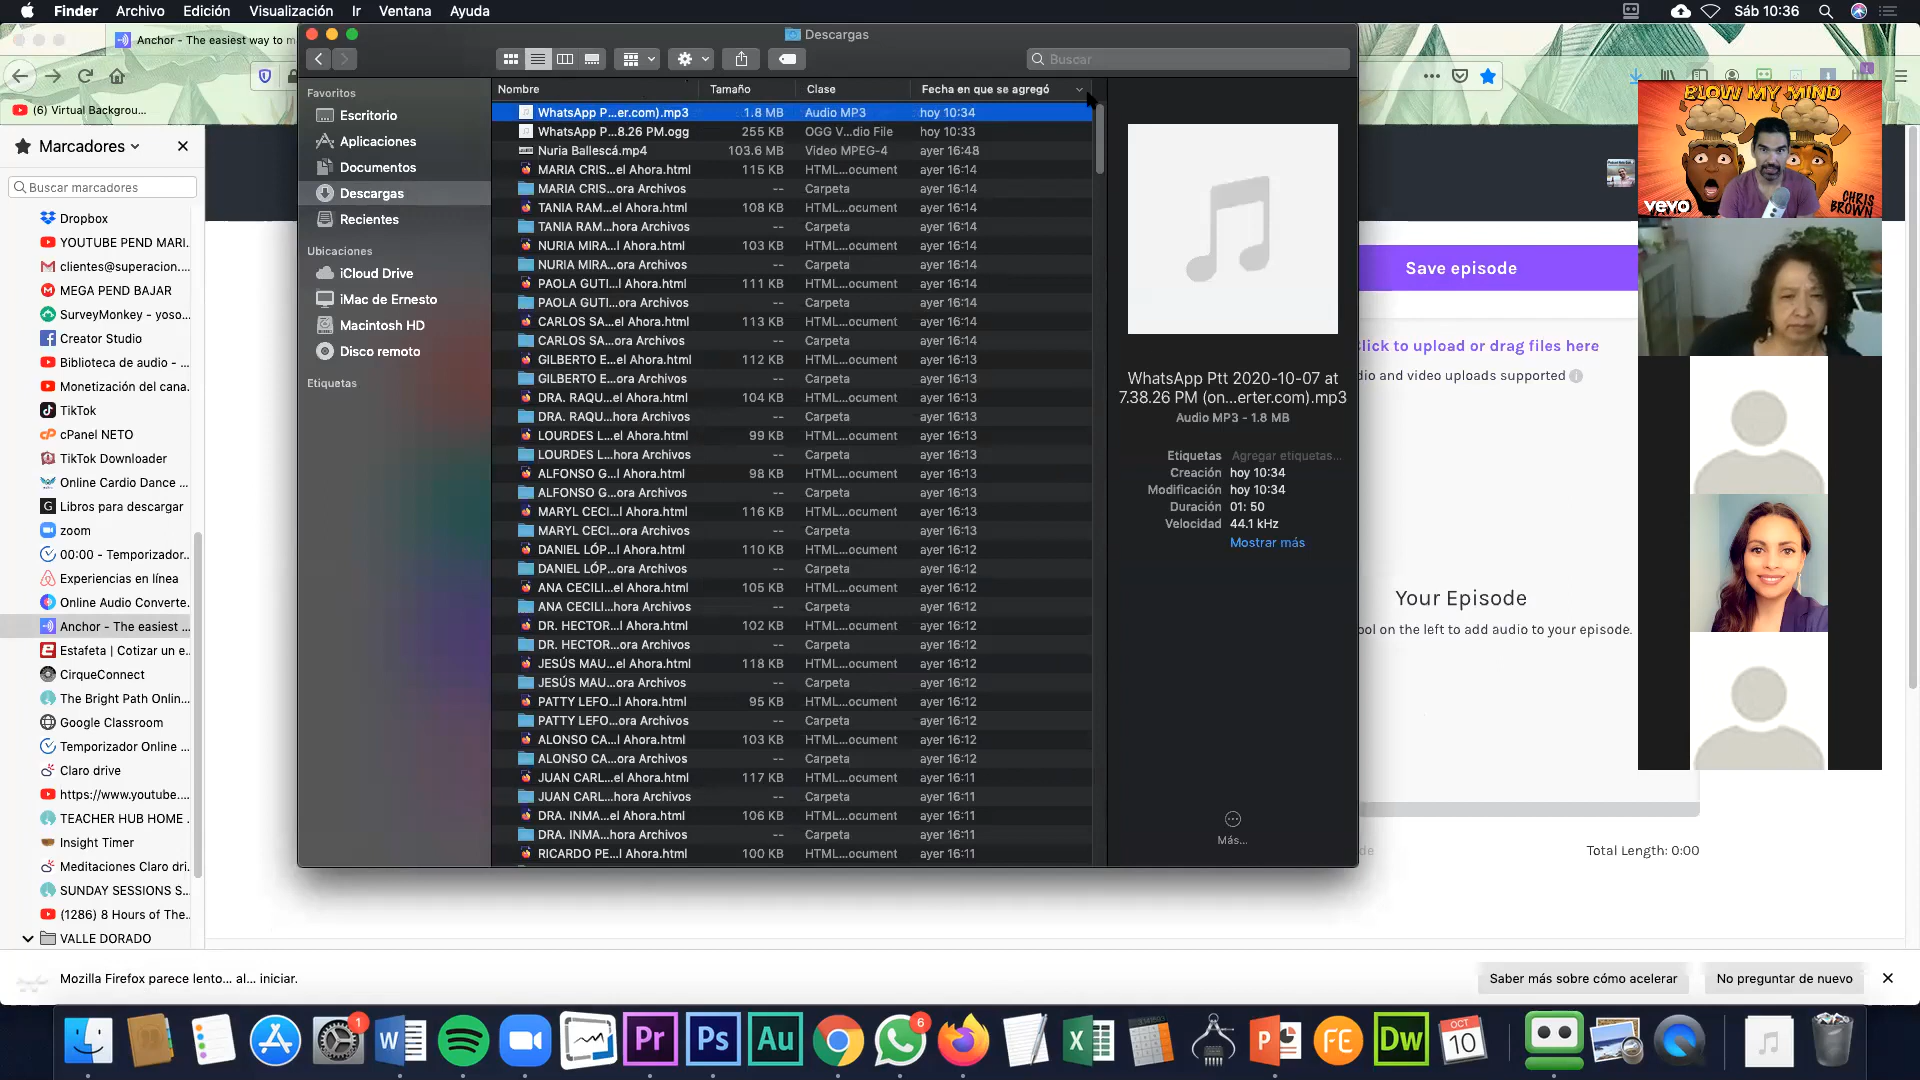 Finder Archivo Edición Visualización Ir Ventana Ayuda Sáb 10:36
Anchor - The easiest way to m
Descargas
Buscar
(6) Virtual Backgrou...
Marcadores
Buscar marcadores
Dropbox
YOUTUBE PEND MARI.
clientes@superacion....
MEGA PEND BAJAR
SurveyMonkey - yoso...
Creator Studio
Biblioteca de audio - ...
Monetización del cana..
TikTok
cPanel NETO
TikTok Downloader
Online Cardio Dance ...
Libros para descargar
zoom
00:00 - Temporizador..
Experiencias en línea
Online Audio Converte.
Anchor - The easiest ...
Estafeta | Cotizar un e.
CirqueConnect
The Bright Path Onlin...
Google Classroom
Temporizador Online ...
Claro drive
https://www.youtube....
TEACHER HUB HOME .
Insight Timer
Meditaciones Claro dri.
SUNDAY SESSIONS S...
(1286) 8 Hours of The..
VALLE DORADO
Favoritos
Escritorio
Aplicaciones
Documentos
Descargas
Recientes
Ubicaciones
iCloud Drive
iMac de Ernesto
Macintosh HD
Disco remoto
Etiquetas
Nombre Tamaño Clase Fecha en que se agregó
WhatsApp P...er.com).mp3 1.8 MB Audio MP3 hoy 10:34
WhatsApp P...8.26 PM.ogg 255 KB OGG V...dio File hoy 10:33
Nuria Ballescá.mp4 103.6 MB Video MPEG-4 ayer 16:48
MARIA CRIS...el Ahora.html 115 KB HTML...ocument ayer 16:14
MARIA CRIS...ora Archivos -- Carpeta ayer 16:14
TANIA RAM...el Ahora.html 108 KB HTML...ocument ayer 16:14
TANIA RAM...hora Archivos -- Carpeta ayer 16:14
NURIA MIRA...l Ahora.html 103 KB HTML...ocument ayer 16:14
NURIA MIRA...ora Archivos -- Carpeta ayer 16:14
PAOLA GUTI...l Ahora.html 111 KB HTML...ocument ayer 16:14
PAOLA GUTI...ora Archivos -- Carpeta ayer 16:14
CARLOS SA...el Ahora.html 113 KB HTML...ocument ayer 16:14
CARLOS SA...ora Archivos -- Carpeta ayer 16:14
GILBERTO E...el Ahora.html 112 KB HTML...ocument ayer 16:13
GILBERTO E...ora Archivos -- Carpeta ayer 16:13
DRA. RAQU...el Ahora.html 104 KB HTML...ocument ayer 16:13
DRA. RAQU...hora Archivos -- Carpeta ayer 16:13
LOURDES L...el Ahora.html 99 KB HTML...ocument ayer 16:13
LOURDES L...hora Archivos -- Carpeta ayer 16:13
ALFONSO G...l Ahora.html 98 KB HTML...ocument ayer 16:13
ALFONSO G...ora Archivos -- Carpeta ayer 16:13
MARYL CECI...l Ahora.html 116 KB HTML...ocument ayer 16:13
MARYL CECI...ora Archivos -- Carpeta ayer 16:13
DANIEL LÓP...l Ahora.html 110 KB HTML...ocument ayer 16:12
DANIEL LÓP...ora Archivos -- Carpeta ayer 16:12
ANA CECILI...el Ahora.html 105 KB HTML...ocument ayer 16:12
ANA CECILI...hora Archivos -- Carpeta ayer 16:12
DR. HECTOR...l Ahora.html 102 KB HTML...ocument ayer 16:12
DR. HECTOR...ora Archivos -- Carpeta ayer 16:12
JESÚS MAU...el Ahora.html 118 KB HTML...ocument ayer 16:12
JESÚS MAU...ora Archivos -- Carpeta ayer 16:12
PATTY LEFO...l Ahora.html 95 KB HTML...ocument ayer 16:12
PATTY LEFO...ora Archivos -- Carpeta ayer 16:12
ALONSO CA...l Ahora.html 103 KB HTML...ocument ayer 16:12
ALONSO CA...ora Archivos -- Carpeta ayer 16:12
JUAN CARL...el Ahora.html 117 KB HTML...ocument ayer 16:11
JUAN CARL...hora Archivos -- Carpeta ayer 16:11
DRA. INMA...el Ahora.html 106 KB HTML...ocument ayer 16:11
DRA. INMA...hora Archivos -- Carpeta ayer 16:11
RICARDO PE...l Ahora.html 100 KB HTML...ocument ayer 16:11
WhatsApp Ptt 2020-10-07 at
7.38.26 PM (on...erter.com).mp3
Audio MP3 - 1.8 MB
Etiquetas Agregar etiquetas...
Creación hoy 10:34
Modificación hoy 10:34
Duración 01: 50
Velocidad 44.1 kHz
Mostrar más
Más...
BLOW MY MIND
vevo
CHRIS
BROWN
Save episode
lick to upload or drag files here
dio and video uploads supported
Your Episode
ool on the left to add audio to your episode.
de
Total Length: 0:00
Mozilla Firefox parece lento... al... iniciar.
Saber más sobre cómo acelerar
No preguntar de nuevo
1
W
Pr
Ps
Au
6
X
P
FE
Dw
OCT
10